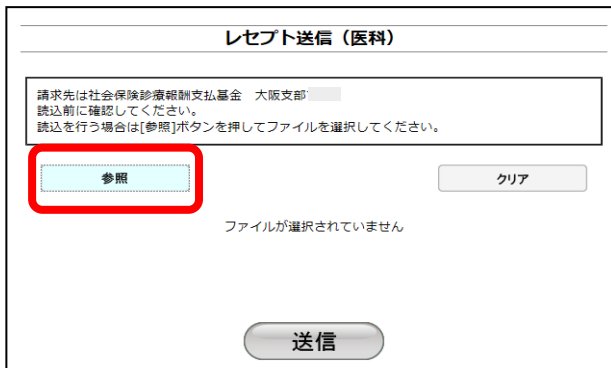 レセプト送信（医科）
請求先は社会保険診療報酬支払基金　大阪支部
読込前に確認してください。
読込を行う場合は[参照]ボタンを押してファイルを選択してください。
参照
クリア
ファイルが選択されていません
送信